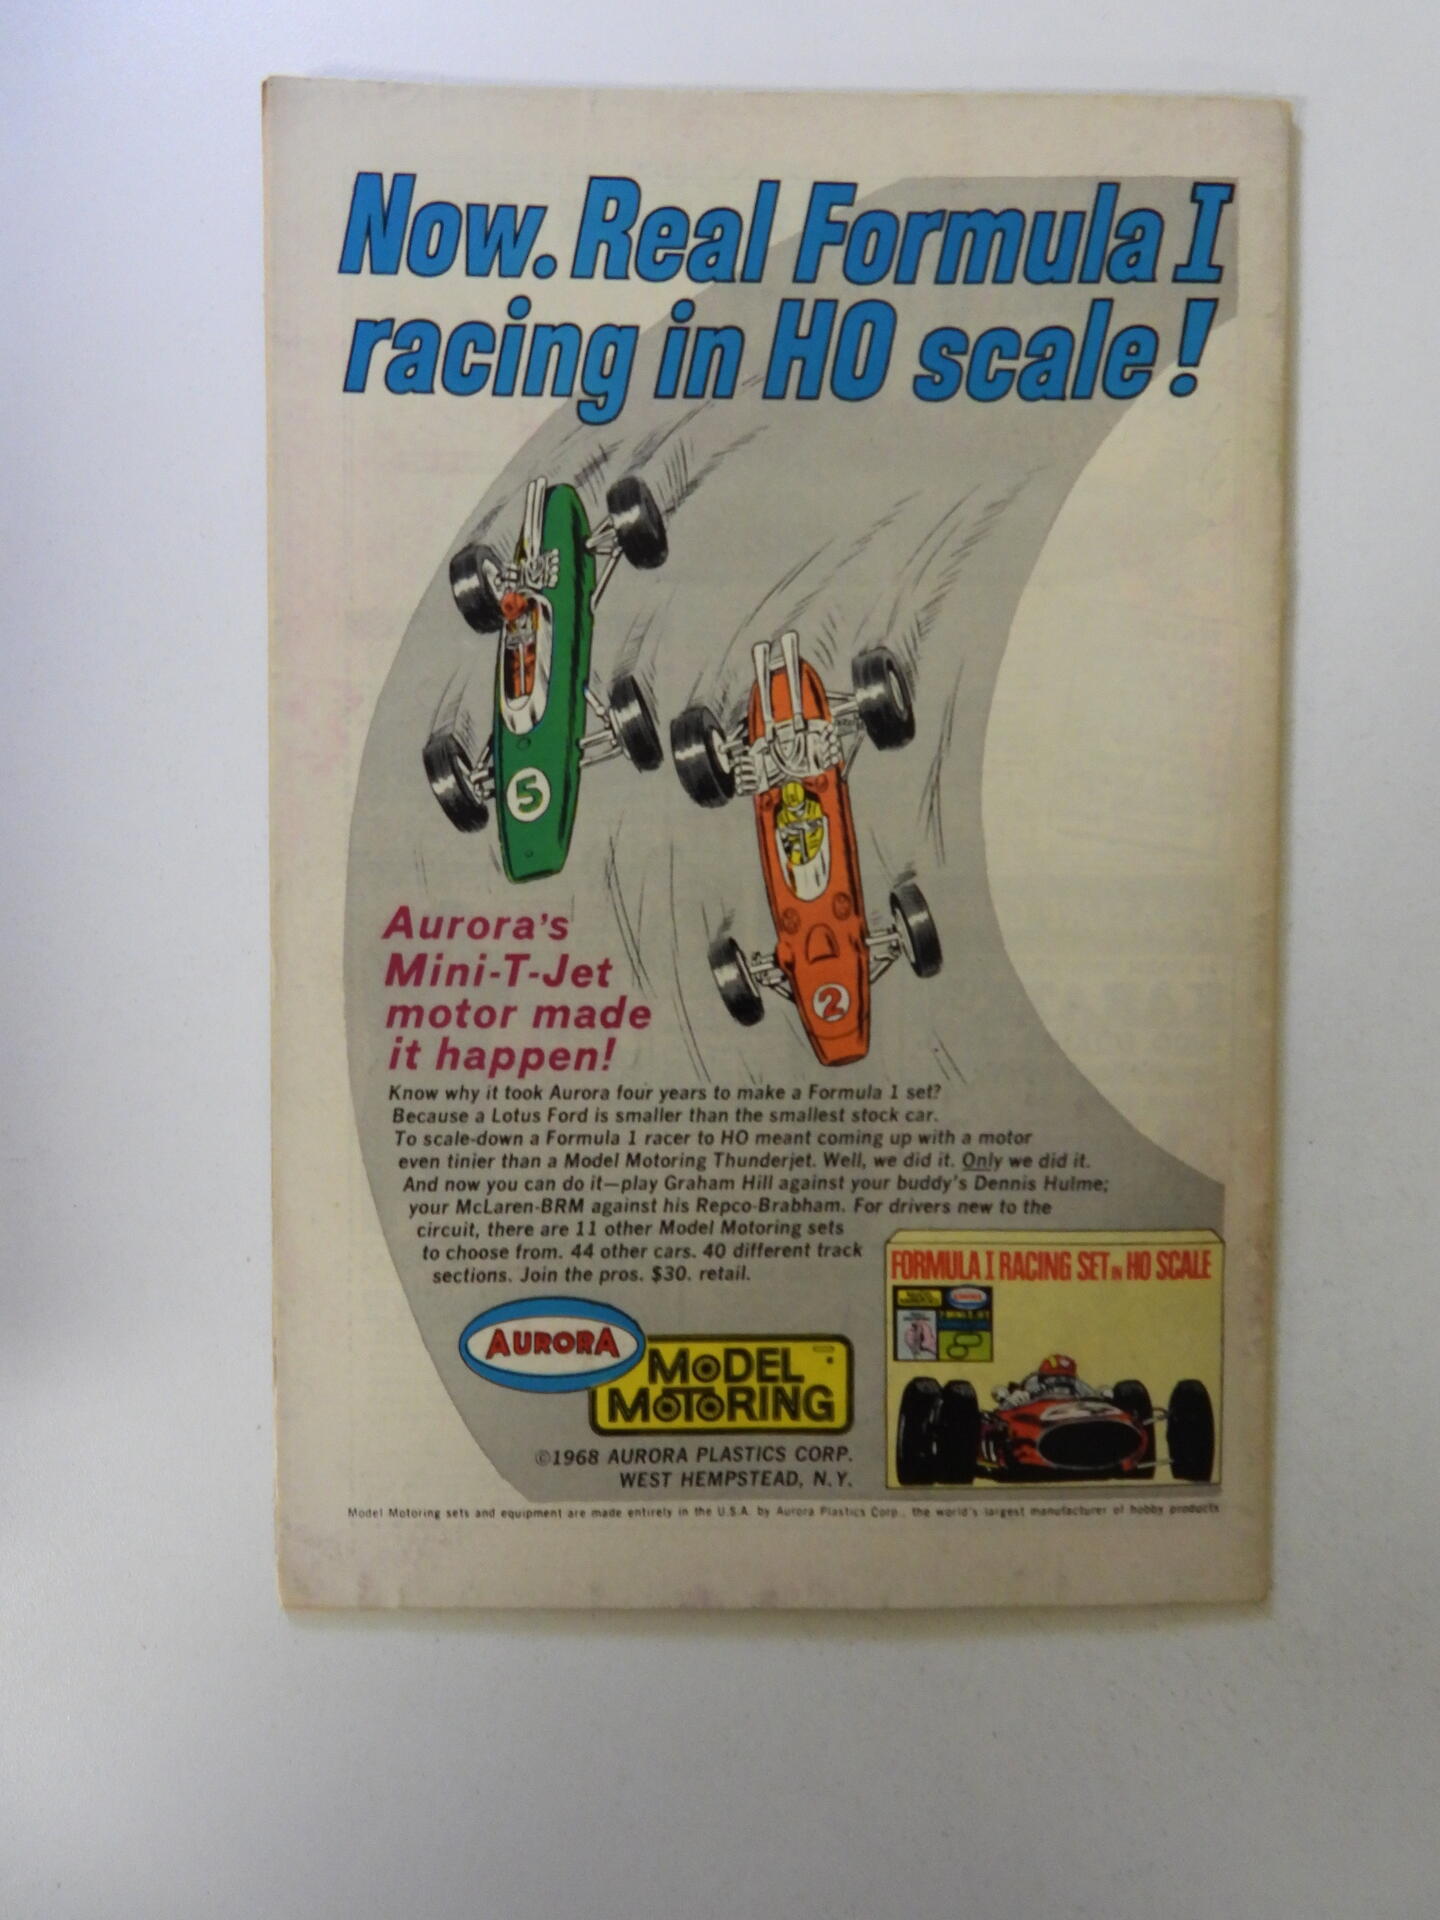 Now. Real Formula I
racing in HO scale!
5
2
Aurora's
Mini-T-Jet
motor made
it happen!
Know why it took Aurora four years to make a Formula 1 set?
Because a Lotus Ford is smaller than the smallest stock car.
To scale-down a Formula 1 racer to HO meant coming up with a motor
even tinier than a Model Motoring Thunderjet. Well, we did it. Only we did it.
And now you can do it—play Graham Hill against your buddy's Dennis Hulme;
your McLaren-BRM against his Repco-Brabham. For drivers new to the
circuit, there are 11 other Model Motoring sets
to choose from. 44 other cars. 40 different track
sections. Join the pros. $30. retail.
FORMULA I RACING SET IN HO SCALE
AURORA
MODEL
MOTORING
©1968 AURORA PLASTICS CORP.
WEST HEMPSTEAD, N.Y.
Model Motoring sets and equipment are made entirely in the U.S.A. by Aurora Plastics Corp., the world's largest manufacturer of hobby products